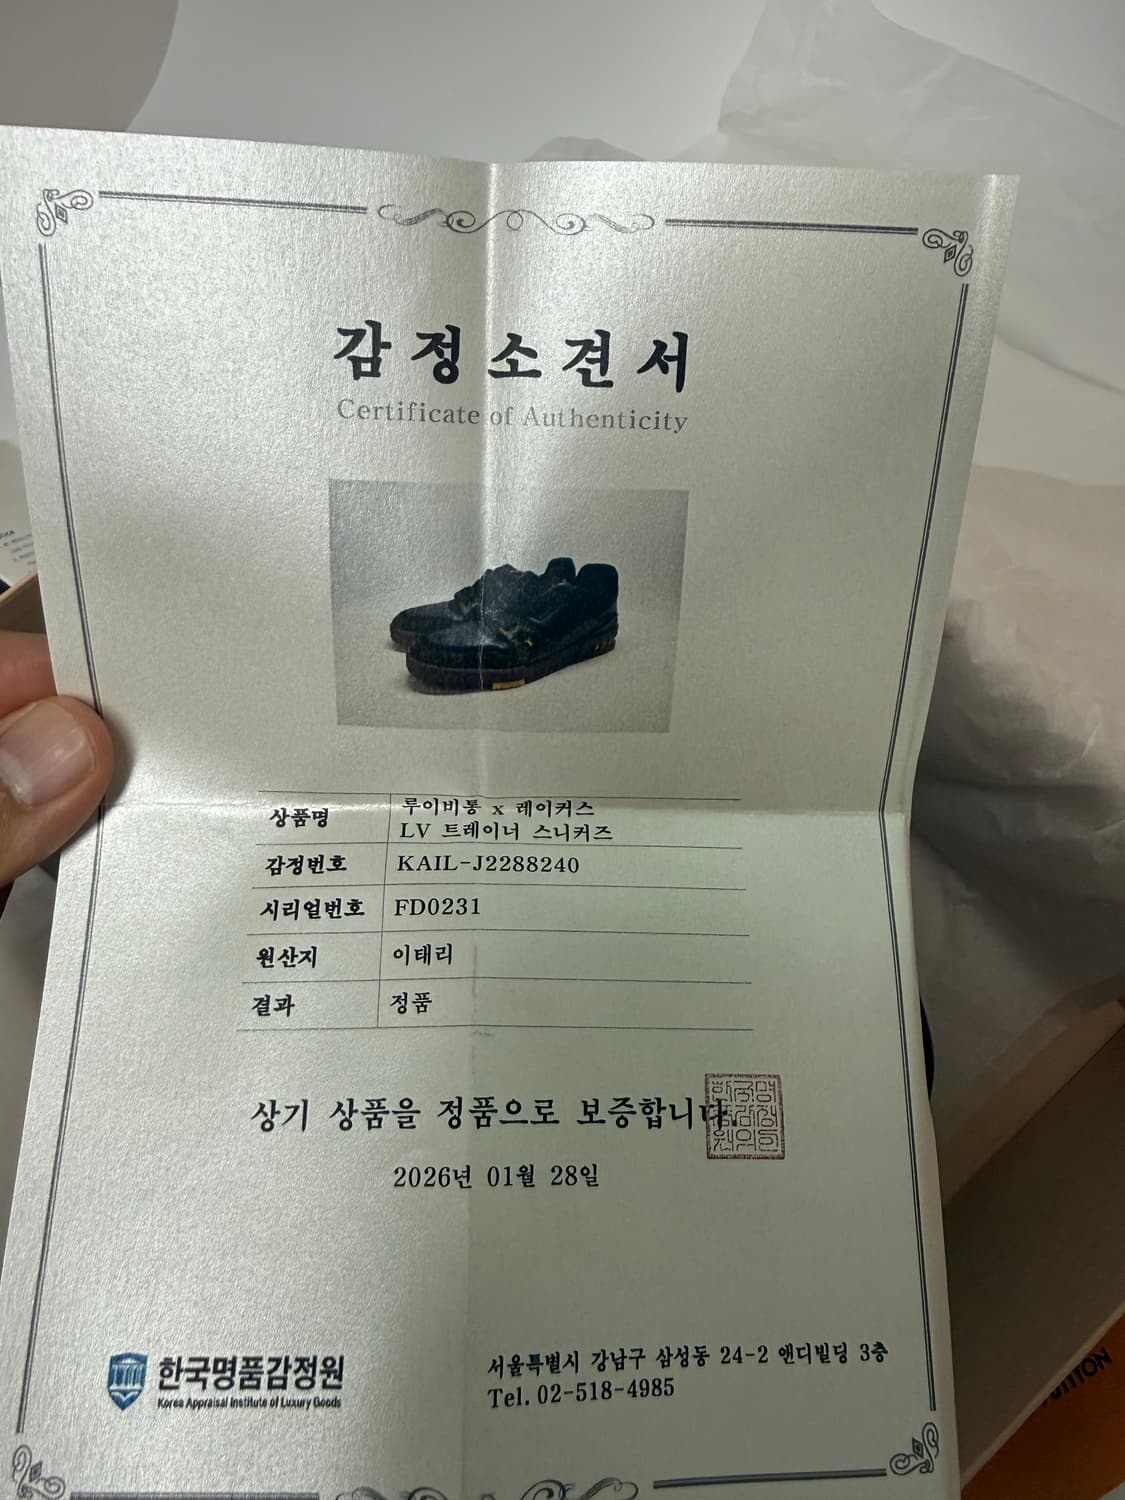 감정소견서
Certificate of Authenticity
상품명
루이비통 x 레이커스
LV 트레이너 스니커즈
감정번호 KAIL-J2288240
시리얼번호 FD0231
원산지 이태리
결과 정품
상기 상품을 정품으로 보증합니다.
2026년 01월 28일
한국명품감정원
Korea Appraisal Institute of Luxury Goods
서울특별시 강남구 삼성동 24-2 앤디빌딩 3층
Tel. 02-518-4985